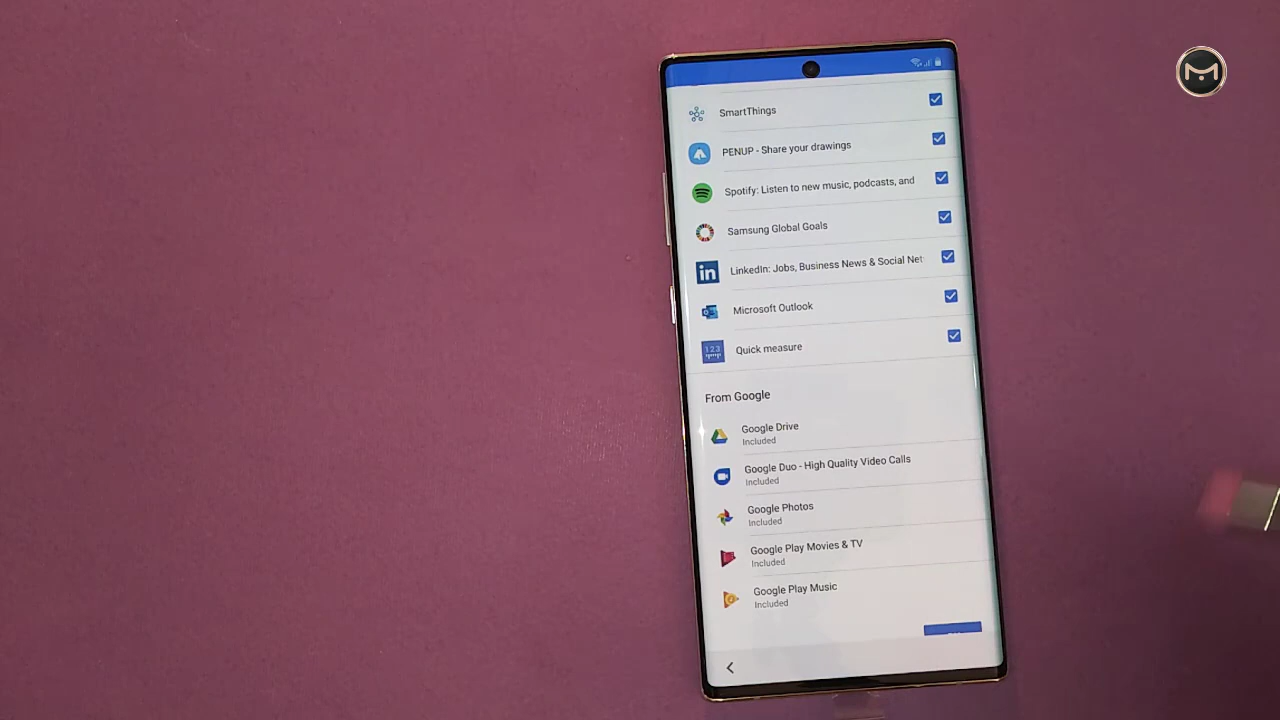 SmartThings
PENUP - Share your drawings
Spotify: Listen to new music, podcasts, and
Samsung Global Goals
in
LinkedIn: Jobs, Business News & Social Net
Microsoft Outlook
123
Quick measure
From Google
Google Drive
Included
Google Duo - High Quality Video Calls
Included
Google Photos
Included
Google Play Movies & TV
Included
Google Play Music
Included